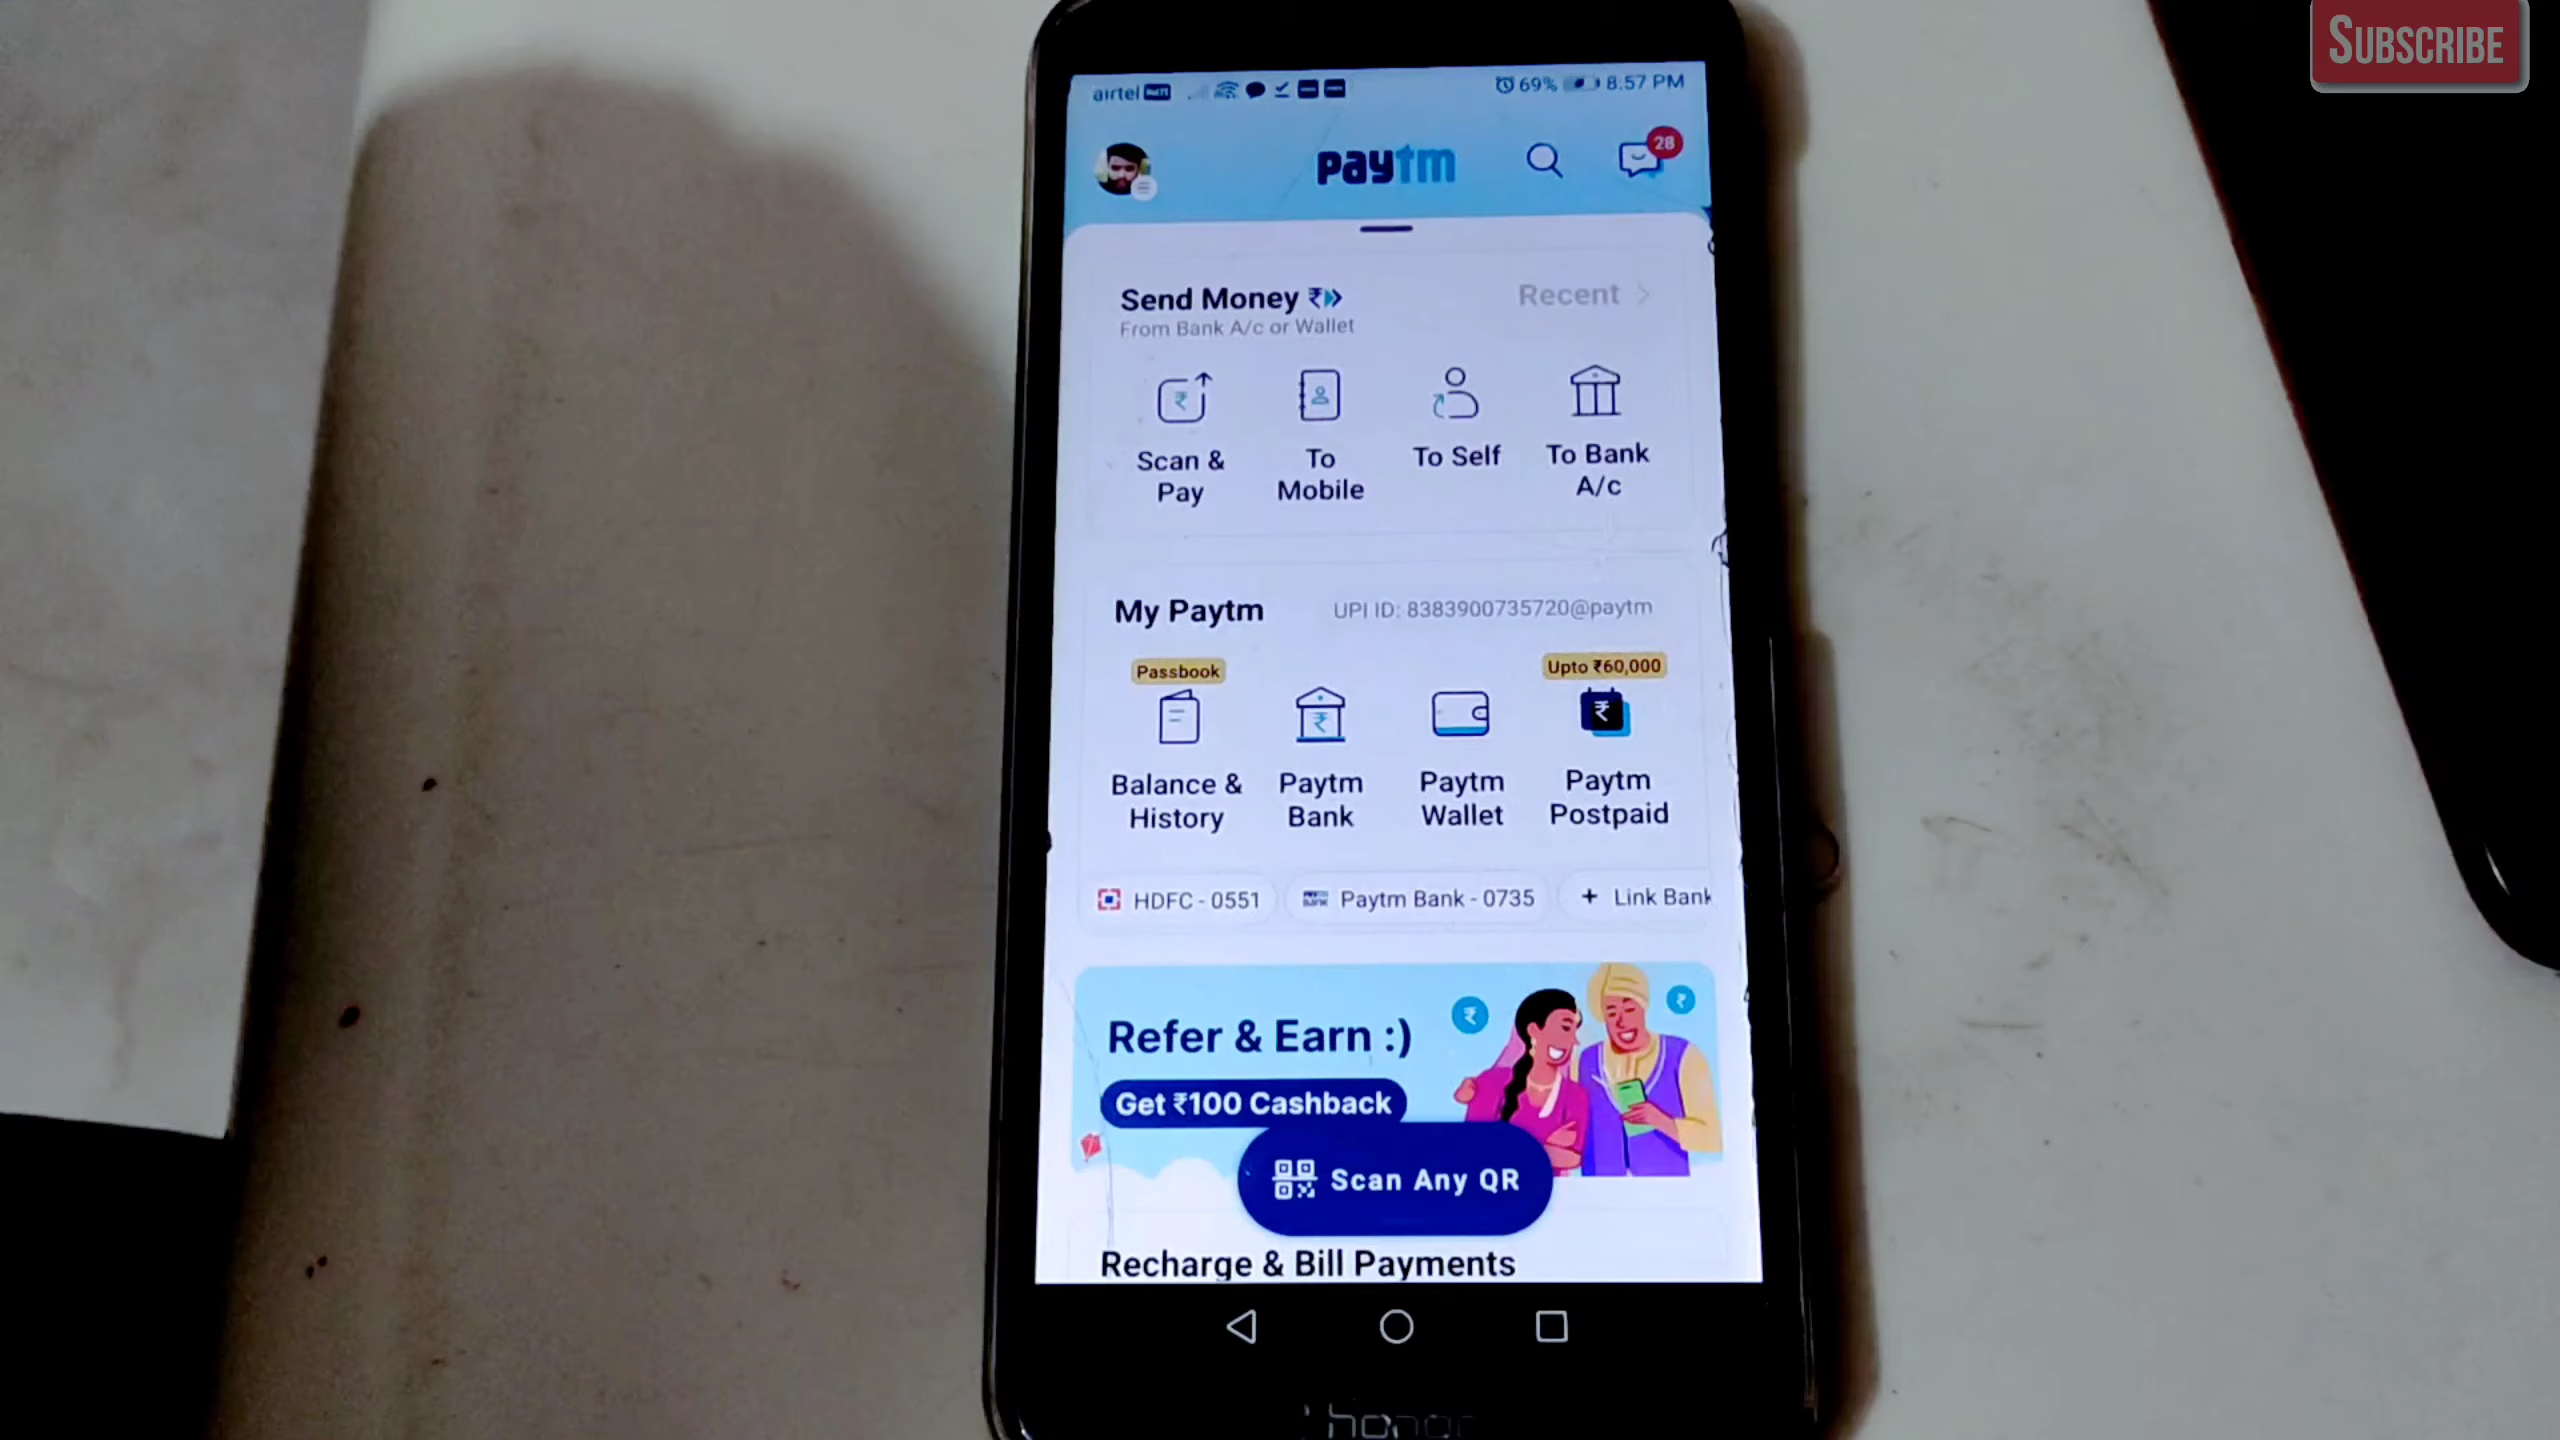 SUBSCRIBE
airtel
69% 8:57 PM
paytm
28
Send Money ₹
Recent >
From Bank A/c or Wallet
Scan & Pay
To Mobile
To Self
To Bank A/c
My Paytm
UPI ID: 8383900735720@paytm
Passbook
Upto ₹60,000
Balance & History
Paytm Bank
Paytm Wallet
Paytm Postpaid
HDFC - 0551
Paytm Bank - 0735
+ Link Bank
Refer & Earn :)
Get ₹100 Cashback
Scan Any QR
Recharge & Bill Payments
honor